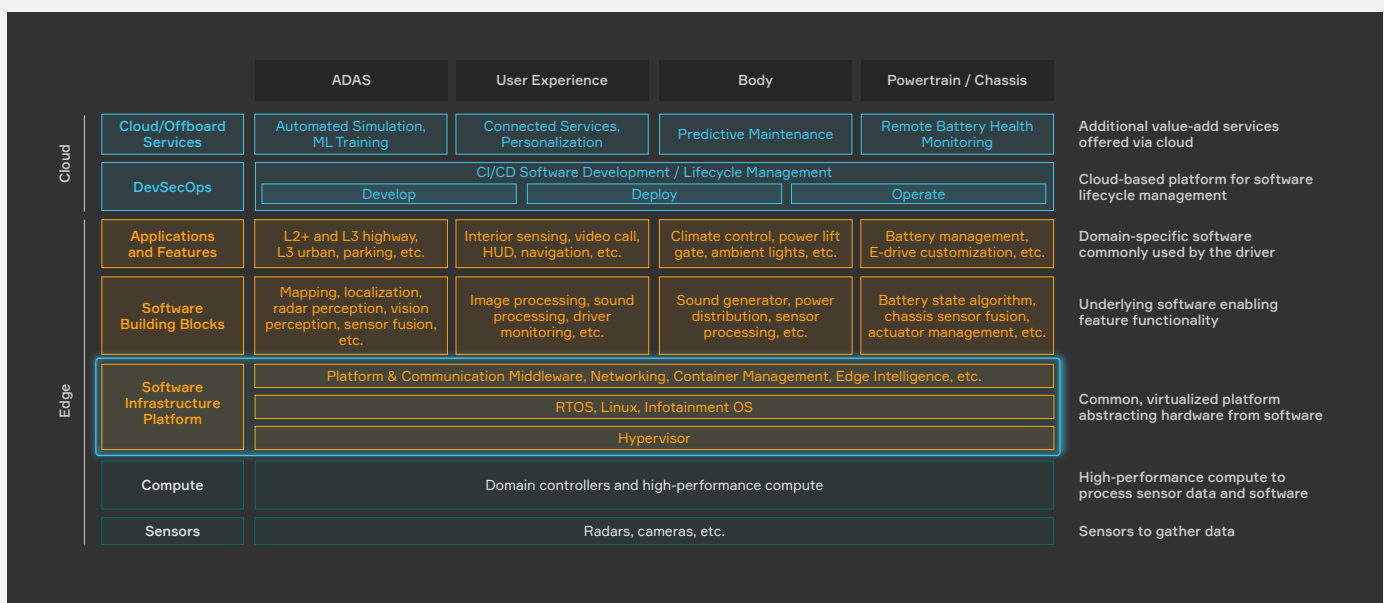 ADAS
User Experience
Body
Powertrain / Chassis
Cloud
Cloud/Offboard
Services
Automated Simulation,
ML Training
Connected Services,
Personalization
Predictive Maintenance
Remote Battery Health
Monitoring
Additional value-add services
offered via cloud
DevSecOps
CI/CD Software Development / Lifecycle Management
Develop
Deploy
Operate
Cloud-based platform for software
lifecycle management
Edge
Applications
and Features
L2+ and L3 highway,
L3 urban, parking, etc.
Interior sensing, video call,
HUD, navigation, etc.
Climate control, power lift
gate, ambient lights, etc.
Battery management,
E-drive customization, etc.
Domain-specific software
commonly used by the driver
Software
Building Blocks
Mapping, localization,
radar perception, vision
perception, sensor fusion,
etc.
Image processing, sound
processing, driver
monitoring, etc.
Sound generator, power
distribution, sensor
processing, etc.
Battery state algorithm,
chassis sensor fusion,
actuator management, etc.
Underlying software enabling
feature functionality
Software
Infrastructure
Platform
Platform & Communication Middleware, Networking, Container Management, Edge Intelligence, etc.
RTOS, Linux, Infotainment OS
Hypervisor
Common, virtualized platform
abstracting hardware from software
Compute
Domain controllers and high-performance compute
High-performance compute to
process sensor data and software
Sensors
Radars, cameras, etc.
Sensors to gather data